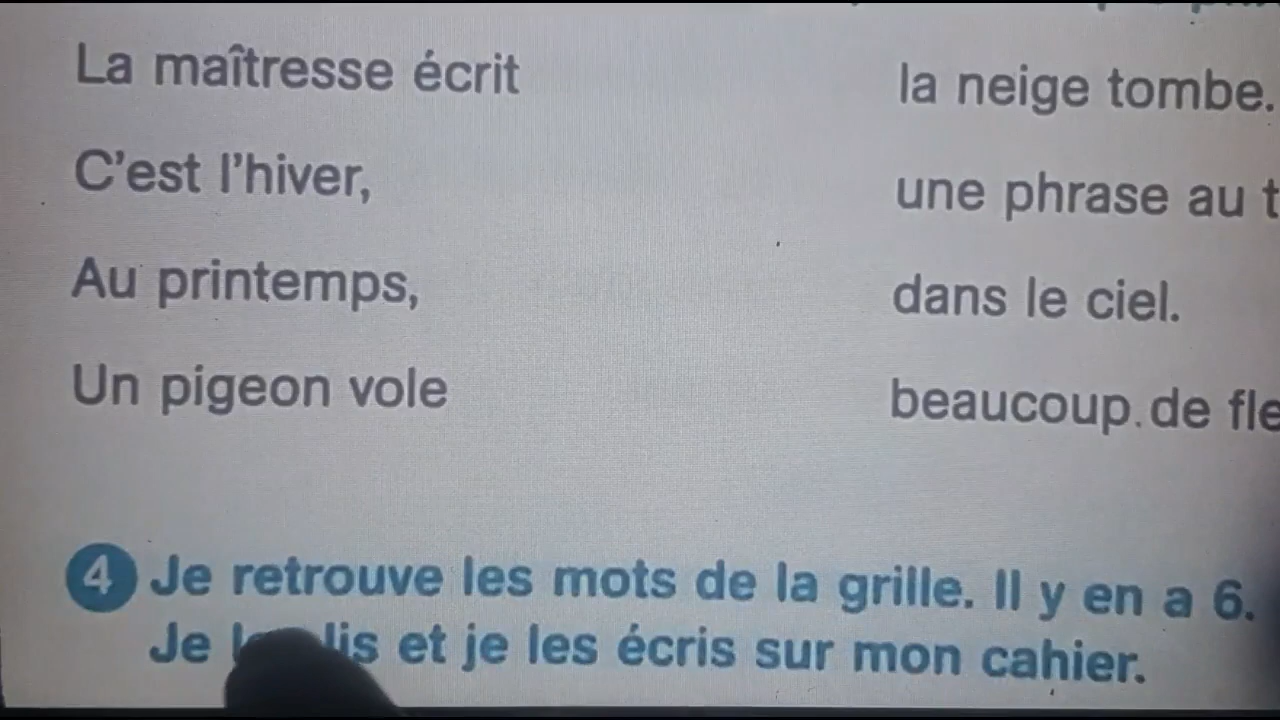 La maîtresse écrit
la neige tombe.
C'est l'hiver,
une phrase au
Au printemps,
dans le ciel.
Un pigeon vole
beaucoup de
4 Je retrouve les mots de la grille. Il y en a 6.
Je lis et je les écris sur mon cahier.